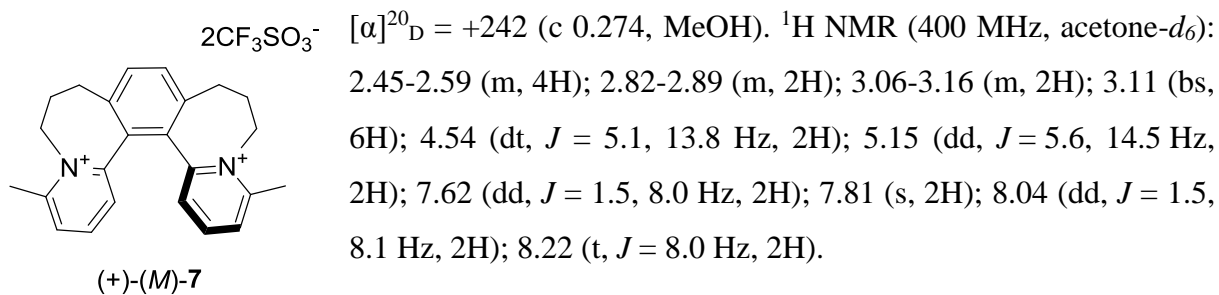 2CF₃SO₃⁻
N⁺
N⁺
(+)-(M)-7
[α]²⁰D = +242 (c 0.274, MeOH). ¹H NMR (400 MHz, acetone-d₆):
2.45-2.59 (m, 4H); 2.82-2.89 (m, 2H); 3.06-3.16 (m, 2H); 3.11 (bs,
6H); 4.54 (dt, J = 5.1, 13.8 Hz, 2H); 5.15 (dd, J = 5.6, 14.5 Hz,
2H); 7.62 (dd, J = 1.5, 8.0 Hz, 2H); 7.81 (s, 2H); 8.04 (dd, J = 1.5,
8.1 Hz, 2H); 8.22 (t, J = 8.0 Hz, 2H).